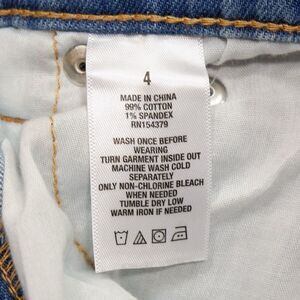 4
MADE IN CHINA
99% COTTON
1% SPANDEX
RN154379
WASH ONCE BEFORE
WEARING
TURN GARMENT INSIDE OUT
MACHINE WASH COLD
SEPARATELY
ONLY NON-CHLORINE BLEACH
WHEN NEEDED
TUMBLE DRY LOW
WARM IRON IF NEEDED